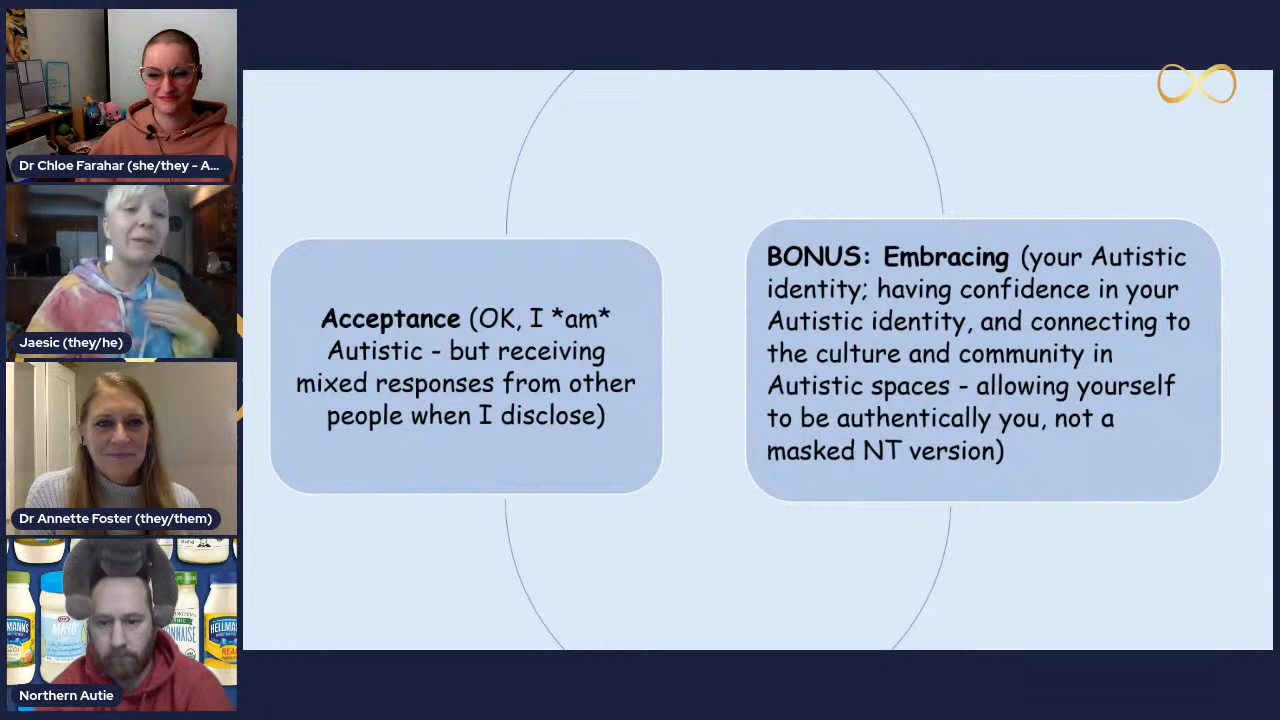 Dr Chloe Farahar (she/they - A...
Jaesic (they/he)
Dr Annette Foster (they/them)
Northern Autie
Acceptance (OK, I *am*
Autistic - but receiving
mixed responses from other
people when I disclose)
BONUS: Embracing (your Autistic
identity; having confidence in your
Autistic identity, and connecting to
the culture and community in
Autistic spaces - allowing yourself
to be authentically you, not a
masked NT version)
MAYO